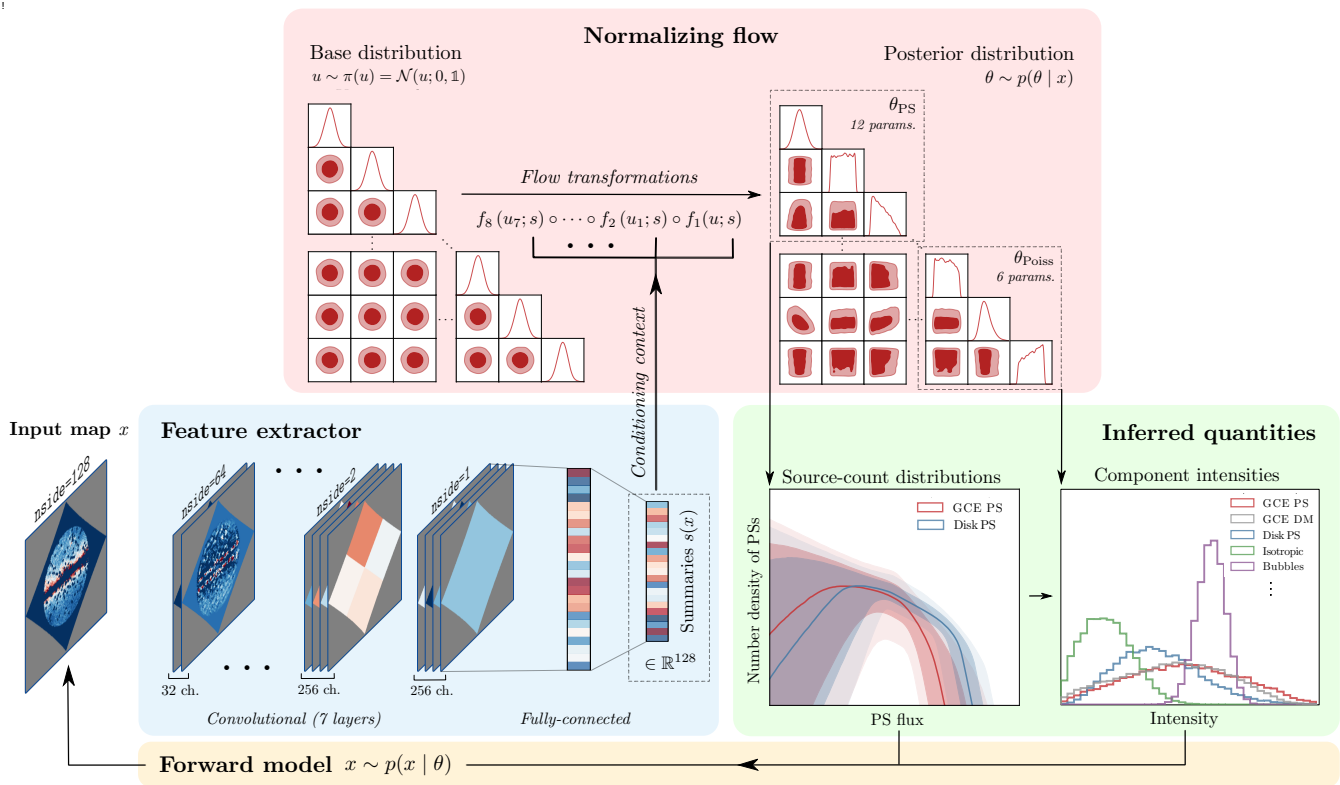 !
Normalizing flow
Base distribution
u ∼ π(u) = 𝒩(u; 0, 𝟙)
Posterior distribution
θ ∼ p(θ | x)
θPS
12 params.
Flow transformations
f8 (u7; s) ∘ ⋯ ∘ f2 (u1; s) ∘ f1(u; s)
• • •
θPoiss
6 params.
Conditioning context
Input map x
nside=128
Feature extractor
nside=64
• • •
nside=2
nside=1
Summaries s(x)
∈ ℝ128
32 ch.
• • •
256 ch.
256 ch.
Convolutional (7 layers)
Fully-connected
Inferred quantities
Source-count distributions
GCE PS
Disk PS
Number density of PSs
PS flux
Component intensities
GCE PS
GCE DM
Disk PS
Isotropic
Bubbles
⋮
Intensity
Forward model x ∼ p(x | θ)